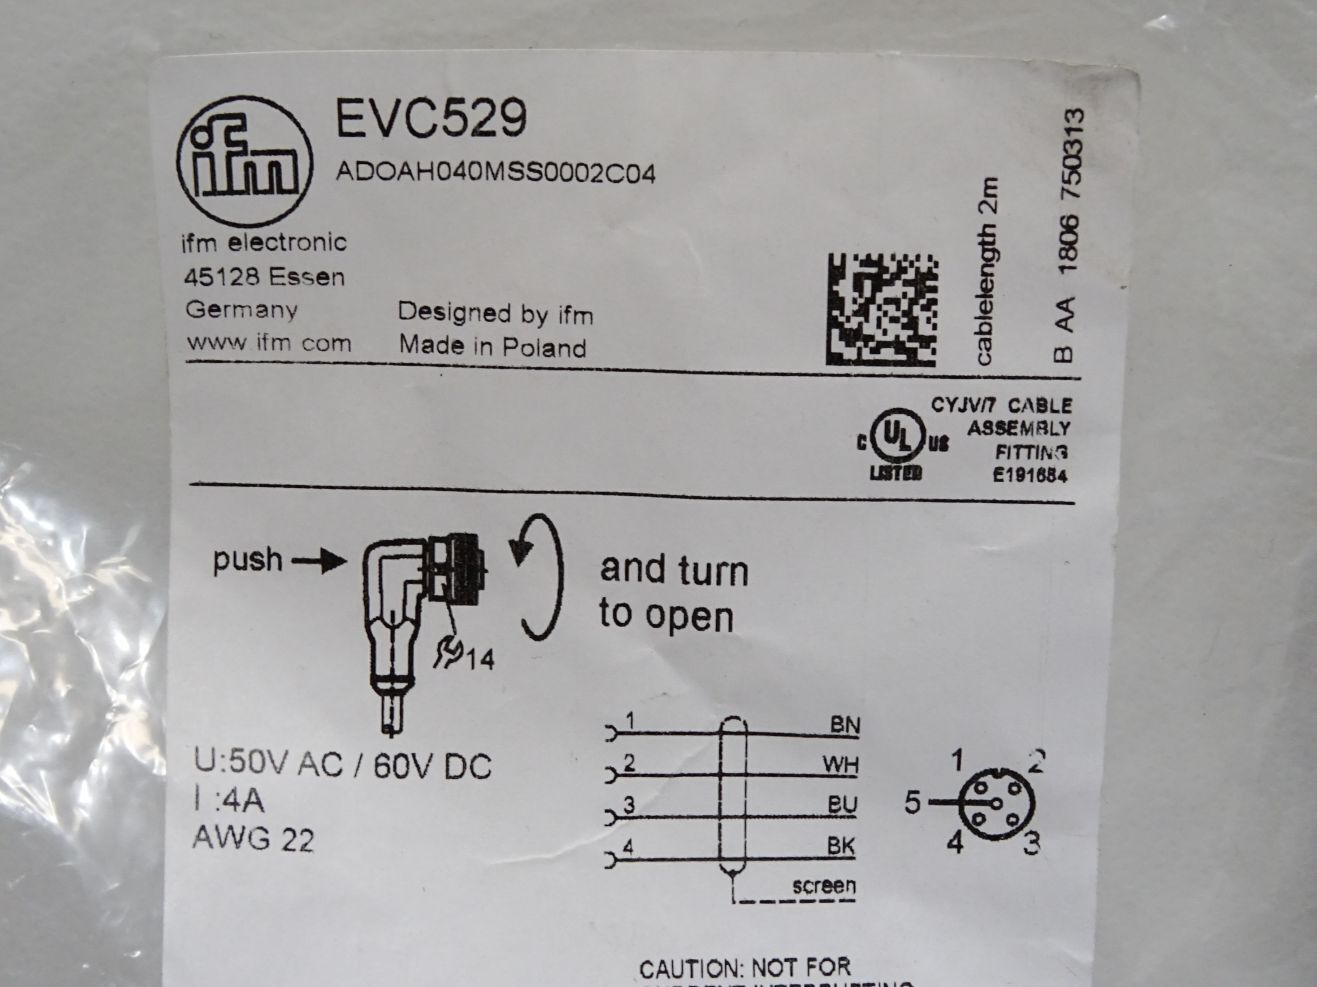 ifm
EVC529
ADOAH040MSS0002C04
ifm electronic
45128 Essen
Germany
www.ifm.com
Designed by ifm
Made in Poland
cablelength 2m
B AA 1806 750313
CYJV/7 CABLE
ASSEMBLY
FITTING
E191684
C UL US
LISTED
push
and turn
to open
14
U:50V AC / 60V DC
I :4A
AWG 22
1 BN
2 WH
3 BU
4 BK
screen
1 2
5
4 3
CAUTION: NOT FOR
CURRENT INTERRUPTING